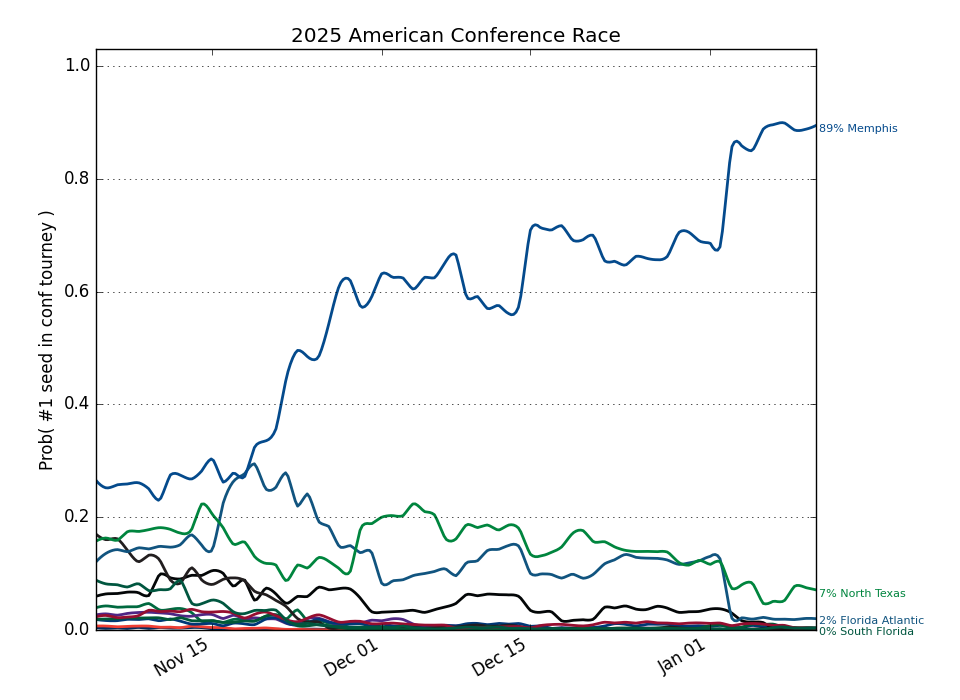 2025 American Conference Race
Prob( #1 seed in conf tourney )
1.0
0.8
0.6
0.4
0.2
0.0
Nov 15
Dec 01
Dec 15
Jan 01
89% Memphis
7% North Texas
2% Florida Atlantic
0% South Florida